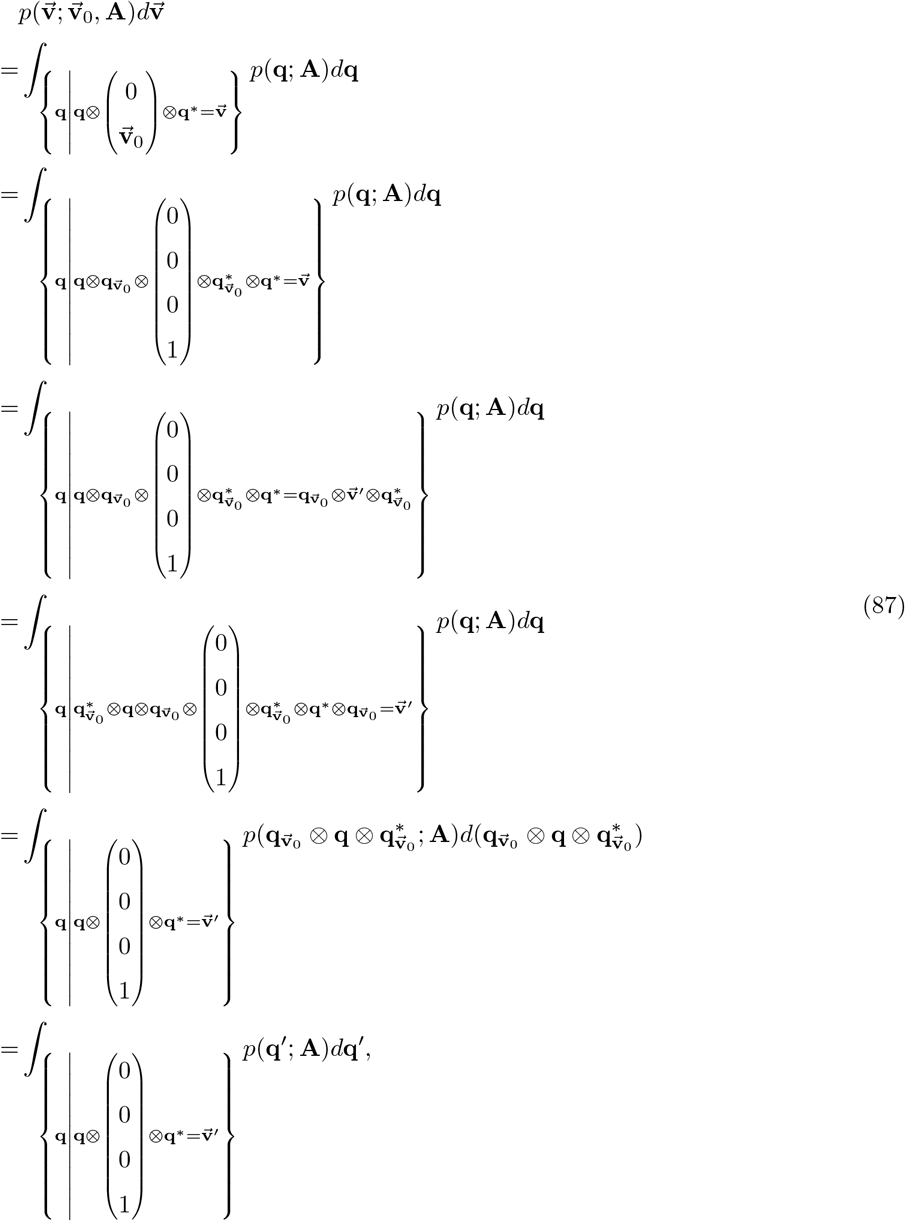 $p(\vec{\mathbf{v}}; \vec{\mathbf{v}}_0, \mathbf{A})d\vec{\mathbf{v}}$
$= \int_{\left\{ \mathbf{q} \middle| \mathbf{q} \otimes \begin{pmatrix} 0 \\ \vec{\mathbf{v}}_0 \end{pmatrix} \otimes \mathbf{q}^* = \vec{\mathbf{v}} \right\}} p(\mathbf{q}; \mathbf{A})d\mathbf{q}$
$= \int_{\left\{ \mathbf{q} \middle| \mathbf{q} \otimes \mathbf{q}_{\vec{\mathbf{v}}_0} \otimes \begin{pmatrix} 0 \\ 0 \\ 0 \\ 1 \end{pmatrix} \otimes \mathbf{q}^*_{\vec{\mathbf{v}}_0} \otimes \mathbf{q}^* = \vec{\mathbf{v}} \right\}} p(\mathbf{q}; \mathbf{A})d\mathbf{q}$
$= \int_{\left\{ \mathbf{q} \middle| \mathbf{q} \otimes \mathbf{q}_{\vec{\mathbf{v}}_0} \otimes \begin{pmatrix} 0 \\ 0 \\ 0 \\ 1 \end{pmatrix} \otimes \mathbf{q}^*_{\vec{\mathbf{v}}_0} \otimes \mathbf{q}^* = \mathbf{q}_{\vec{\mathbf{v}}_0} \otimes \vec{\mathbf{v}}' \otimes \mathbf{q}^*_{\vec{\mathbf{v}}_0} \right\}} p(\mathbf{q}; \mathbf{A})d\mathbf{q}$
$= \int_{\left\{ \mathbf{q} \middle| \mathbf{q}^*_{\vec{\mathbf{v}}_0} \otimes \mathbf{q} \otimes \mathbf{q}_{\vec{\mathbf{v}}_0} \otimes \begin{pmatrix} 0 \\ 0 \\ 0 \\ 1 \end{pmatrix} \otimes \mathbf{q}^*_{\vec{\mathbf{v}}_0} \otimes \mathbf{q}^* \otimes \mathbf{q}_{\vec{\mathbf{v}}_0} = \vec{\mathbf{v}}' \right\}} p(\mathbf{q}; \mathbf{A})d\mathbf{q}$ (87)
$= \int_{\left\{ \mathbf{q} \middle| \mathbf{q} \otimes \begin{pmatrix} 0 \\ 0 \\ 0 \\ 1 \end{pmatrix} \otimes \mathbf{q}^* = \vec{\mathbf{v}}' \right\}} p(\mathbf{q}_{\vec{\mathbf{v}}_0} \otimes \mathbf{q} \otimes \mathbf{q}^*_{\vec{\mathbf{v}}_0}; \mathbf{A})d(\mathbf{q}_{\vec{\mathbf{v}}_0} \otimes \mathbf{q} \otimes \mathbf{q}^*_{\vec{\mathbf{v}}_0})$
$= \int_{\left\{ \mathbf{q} \middle| \mathbf{q} \otimes \begin{pmatrix} 0 \\ 0 \\ 0 \\ 1 \end{pmatrix} \otimes \mathbf{q}^* = \vec{\mathbf{v}}' \right\}} p(\mathbf{q}'; \mathbf{A})d\mathbf{q}',$